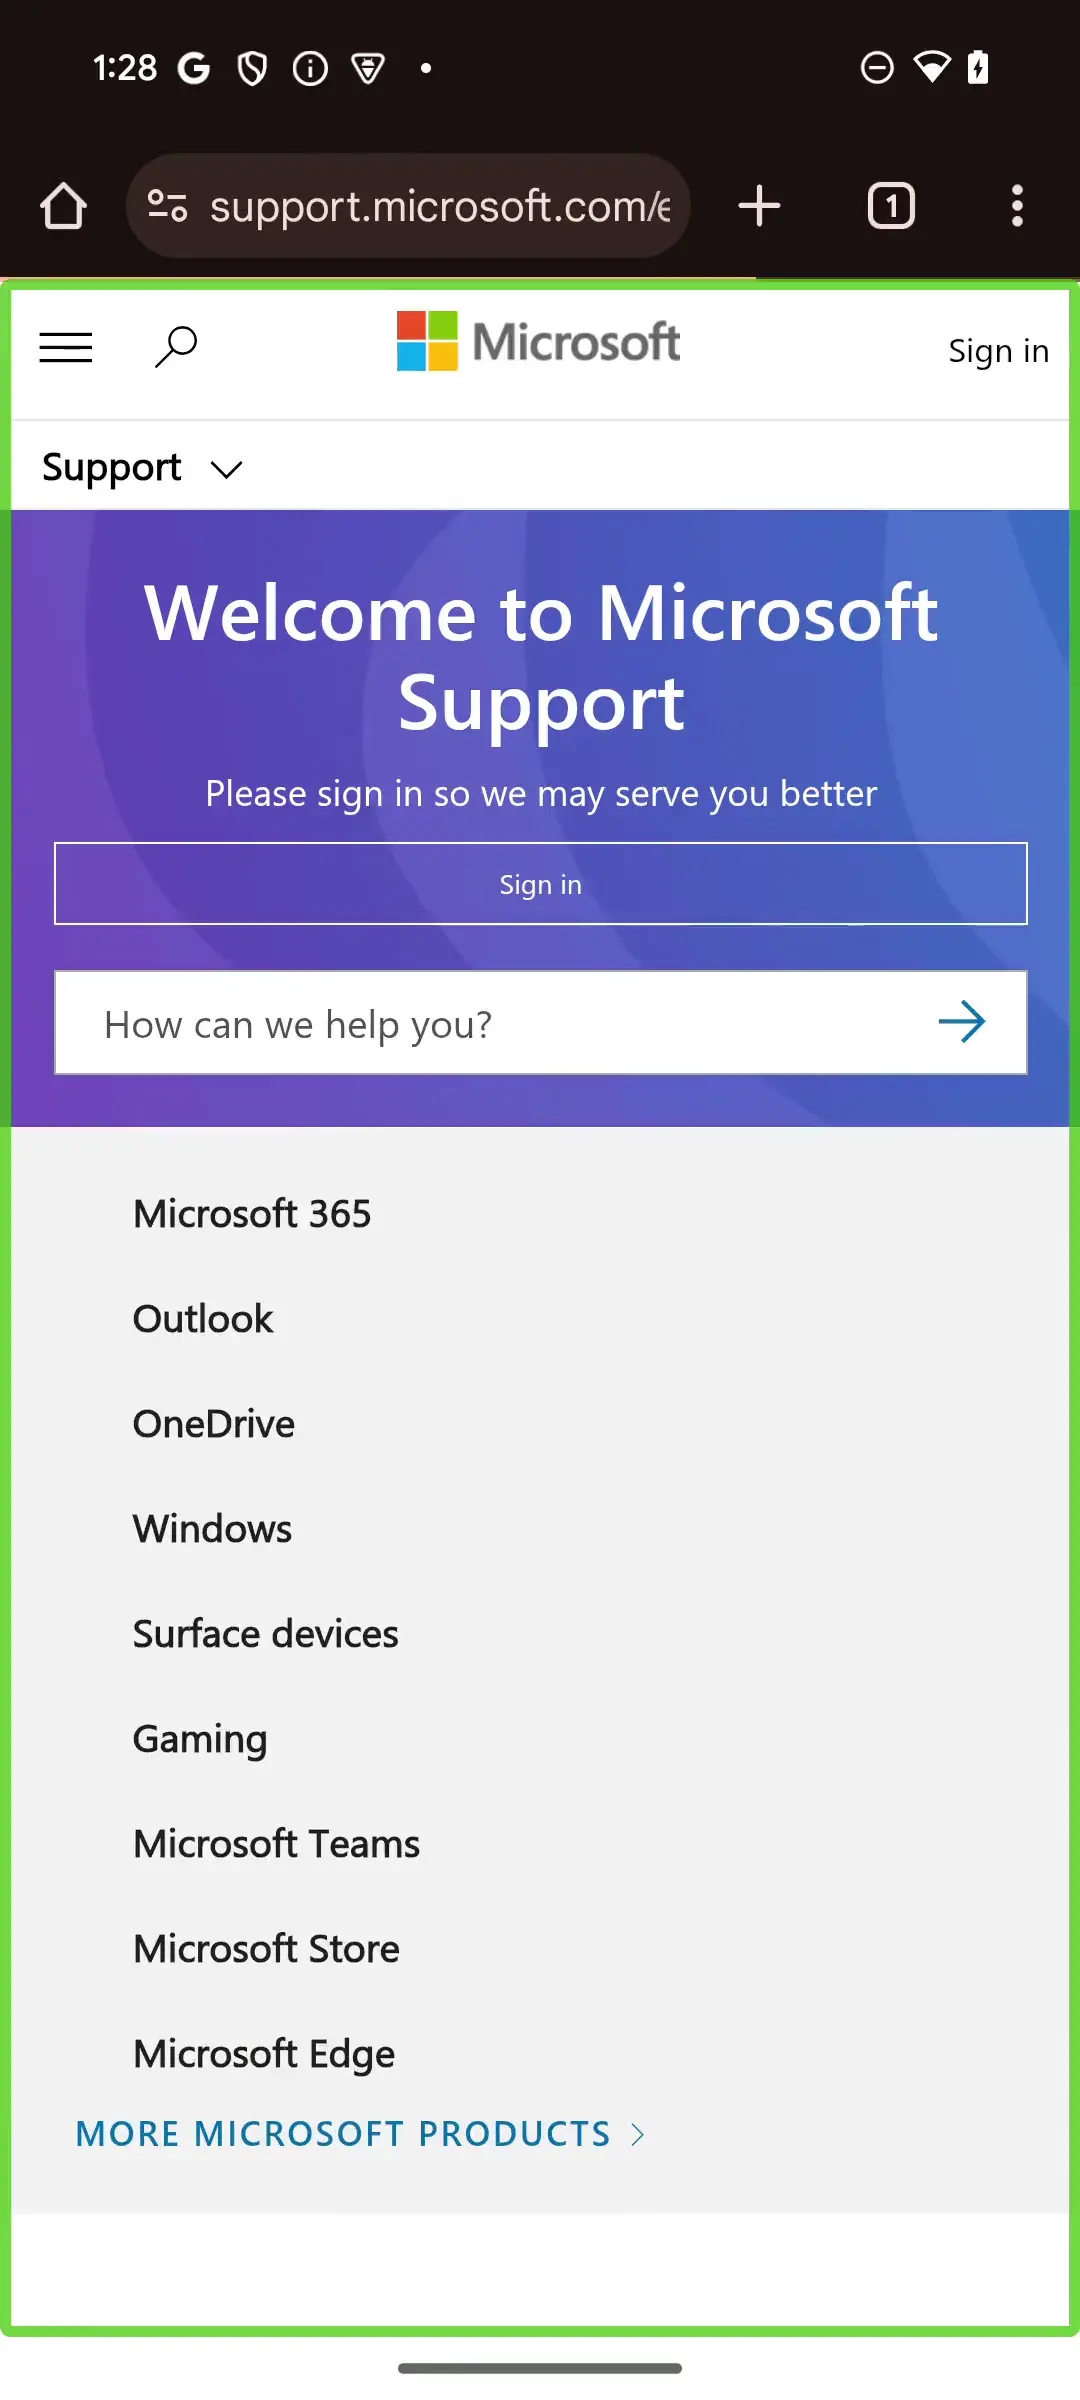 1:28
support.microsoft.com/e
1
Microsoft
Sign in
Support
Welcome to Microsoft
Support
Please sign in so we may serve you better
Sign in
How can we help you?
Microsoft 365
Outlook
OneDrive
Windows
Surface devices
Gaming
Microsoft Teams
Microsoft Store
Microsoft Edge
MORE MICROSOFT PRODUCTS